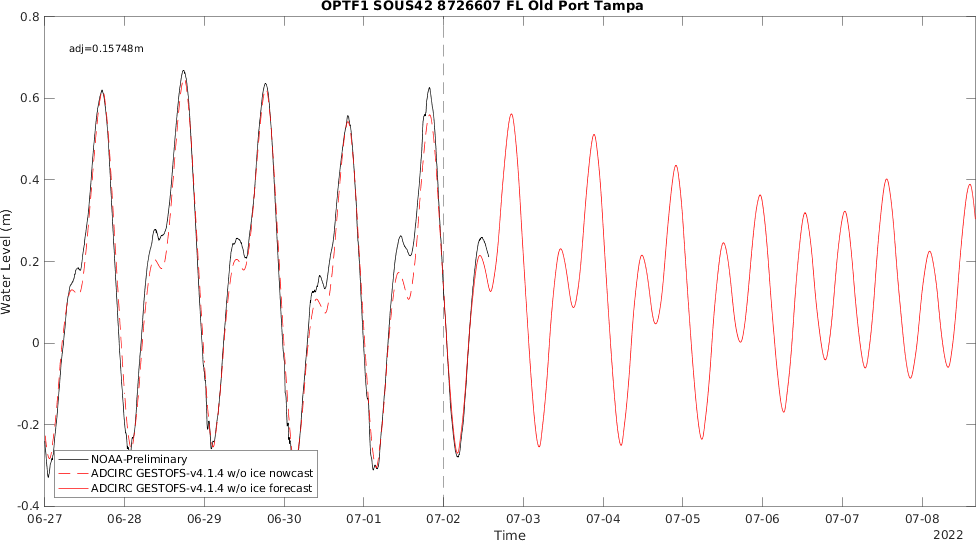 OPTF1 SOUS42 8726607 FL Old Port Tampa
adj=0.15748m
0.8
0.6
0.4
0.2
0
-0.2
-0.4
Water Level (m)
NOAA-Preliminary
ADCIRC GESTOFS-v4.1.4 w/o ice nowcast
ADCIRC GESTOFS-v4.1.4 w/o ice forecast
06-27 06-28 06-29 06-30 07-01 07-02 07-03 07-04 07-05 07-06 07-07 07-08
Time
2022